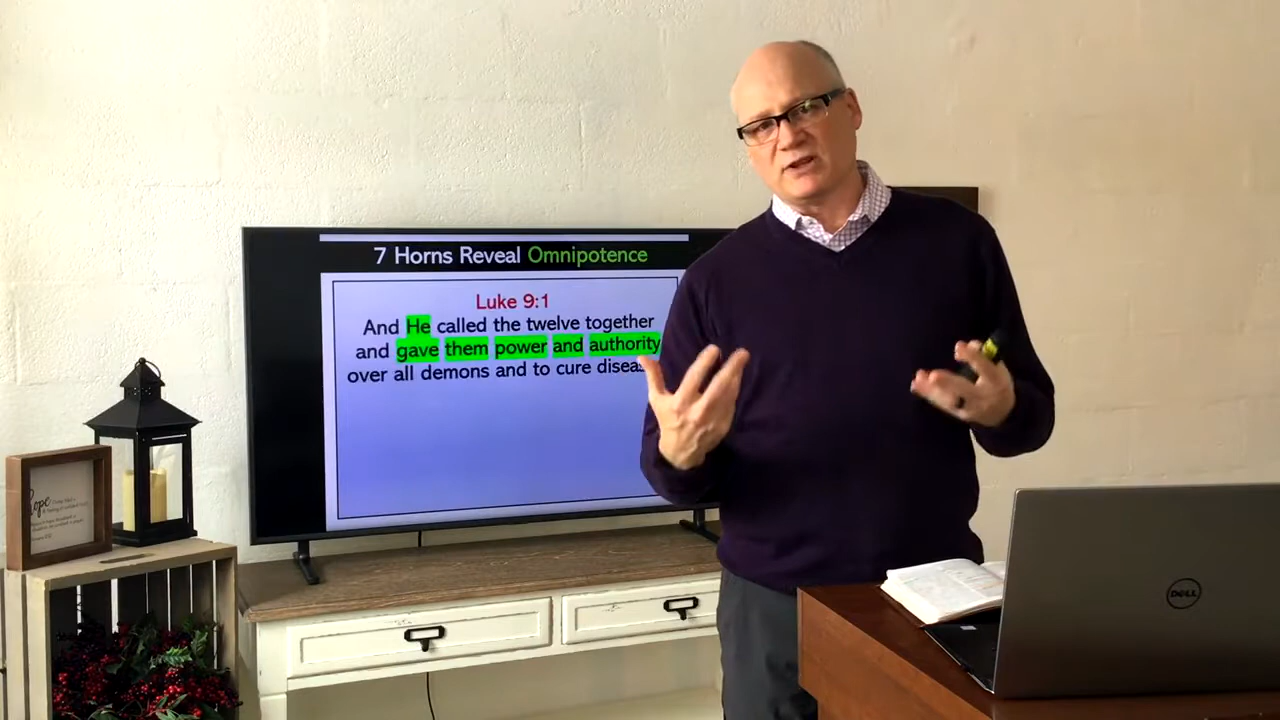 7 Horns Reveal Omnipotence
Luke 9:1
And He called the twelve together
and gave them power and authority
over all demons and to cure
hope
DELL